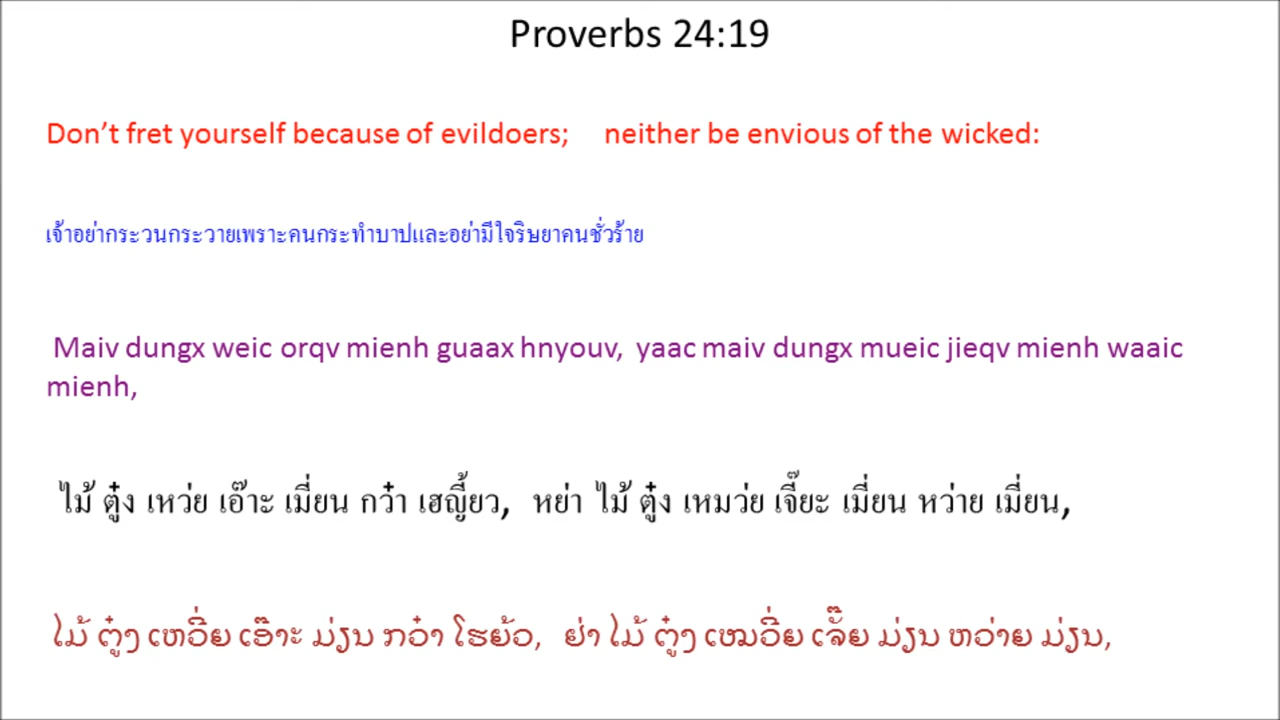 Proverbs 24:19
Don’t fret yourself because of evildoers; neither be envious of the wicked:
เจ้าอย่ากระวนกระวายเพราะคนกระทำบาปและอย่ามีใจริษยาคนชั่วร้าย
Maiv dungx weic orqv mienh guaax hnyouv, yaac maiv dungx mueic jieqv mienh waaic
mienh,
ไม้ ตู๋ง เหว่ย เอ๊าะ เมี่ยน กว๋า เฮญี้ยว, หย่า ไม้ ตู๋ง เหมว่ย เจี๊ยะ เมี่ยน หว่าย เมี่ยน,
ໄມ້ ຕູ໋ງ ເຫວີ່ຍ ເອ໊າະ ມ່ຽນ ກວ໋າ ໂຮຍ້ວ, ຢ່າ ໄມ້ ຕູ໋ງ ເໝວີ່ຍ ເຈັ໊ຍ ມ່ຽນ ຫວ່າຍ ມ່ຽນ,